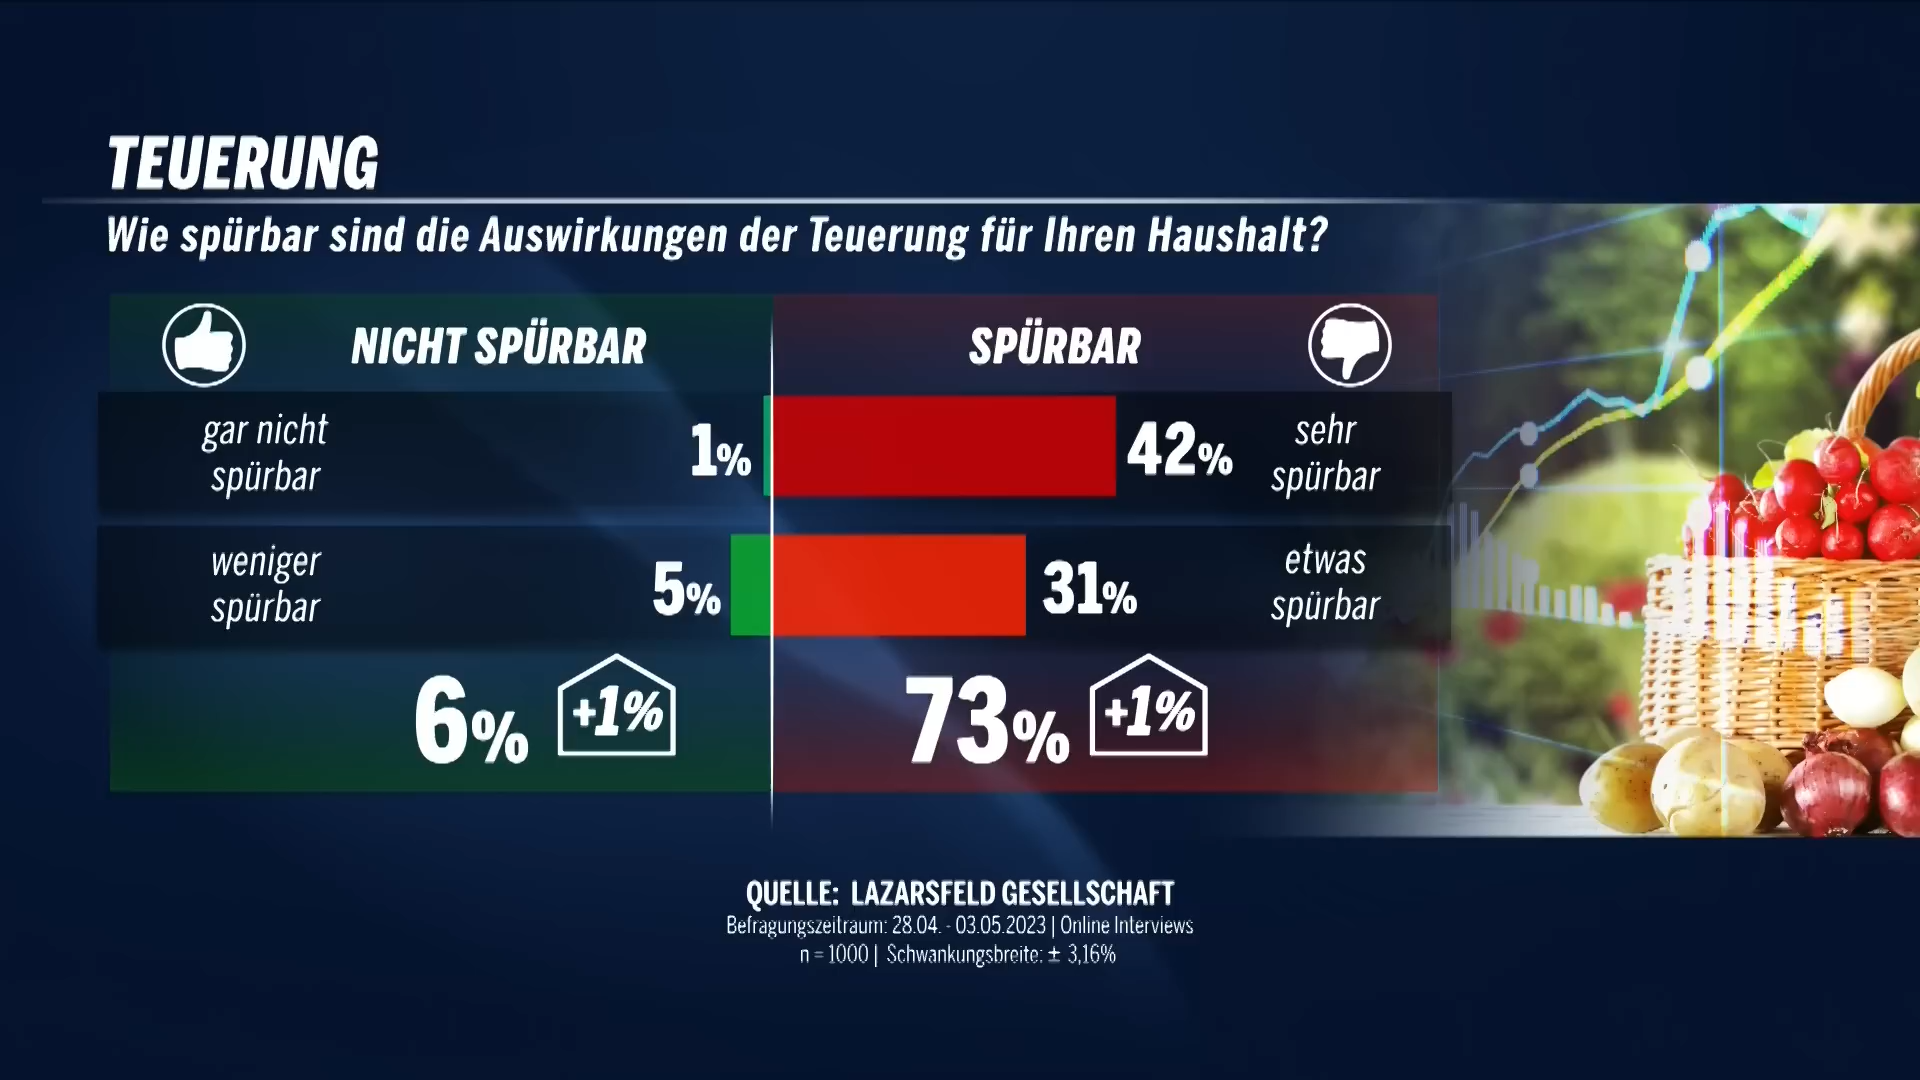 TEUERUNG
Wie spürbar sind die Auswirkungen der Teuerung für Ihren Haushalt?
NICHT SPÜRBAR
SPÜRBAR
gar nicht
spürbar
1%
42%
sehr
spürbar
weniger
spürbar
5%
31%
etwas
spürbar
6%
+1%
73%
+1%
QUELLE: LAZARSFELD GESELLSCHAFT
Befragungszeitraum: 28.04. - 03.05.2023 | Online Interviews
n = 1000 | Schwankungsbreite: ± 3,16%